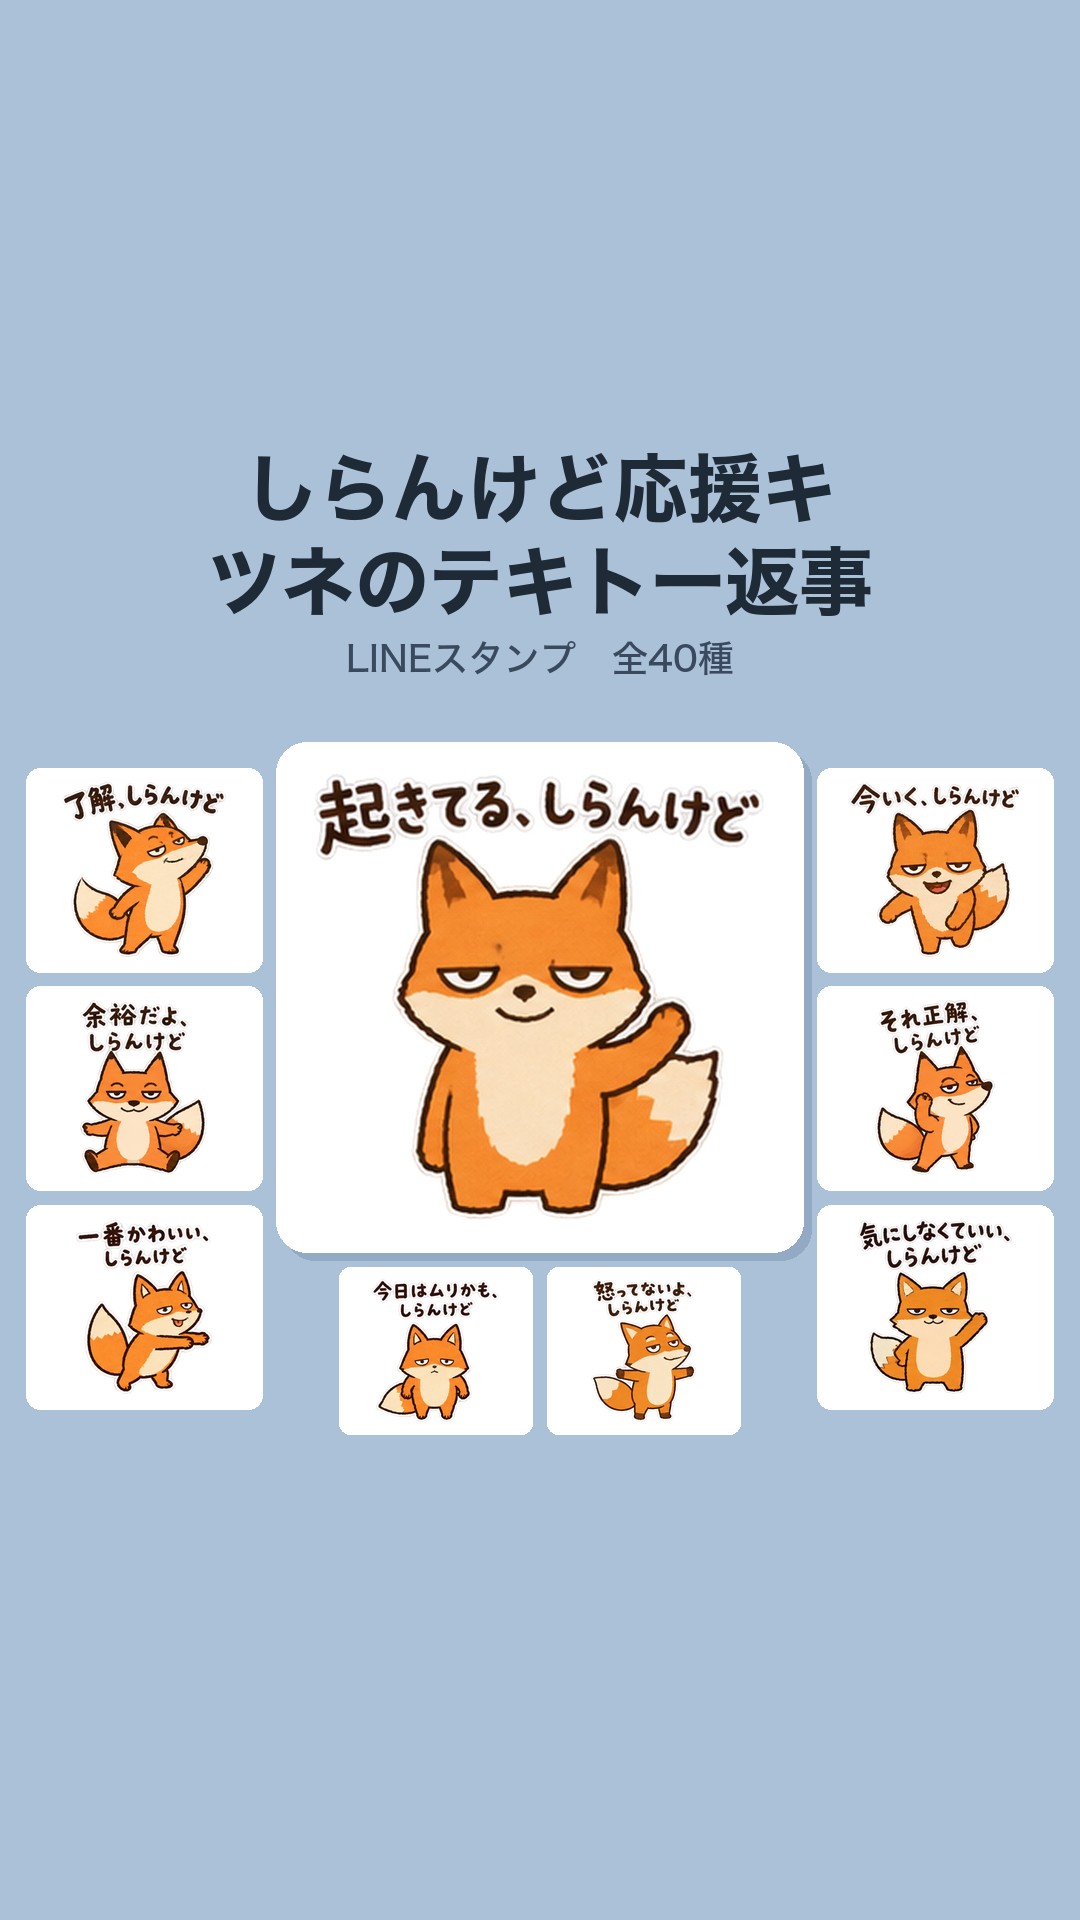 しらんけど応援キ
ツネのテキトー返事
LINEスタンプ　全40種
了解、しらんけど
起きてる、しらんけど
今いく、しらんけど
余裕だよ、
しらんけど
それ正解、
しらんけど
一番かわいい、
しらんけど
今日はムリかも、
しらんけど
怒ってないよ、
しらんけど
気にしなくていい、
しらんけど